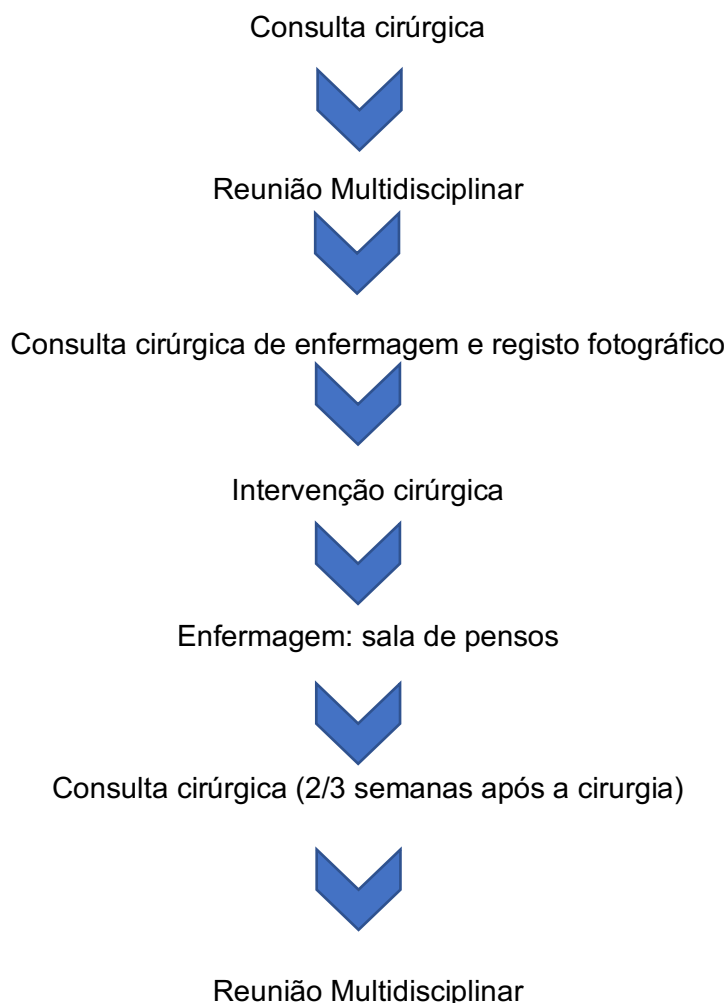 Consulta cirúrgica
Reunião Multidisciplinar
Consulta cirúrgica de enfermagem e registo fotográfico
Intervenção cirúrgica
Enfermagem: sala de pensos
Consulta cirúrgica (2/3 semanas após a cirurgia)
Reunião Multidisciplinar